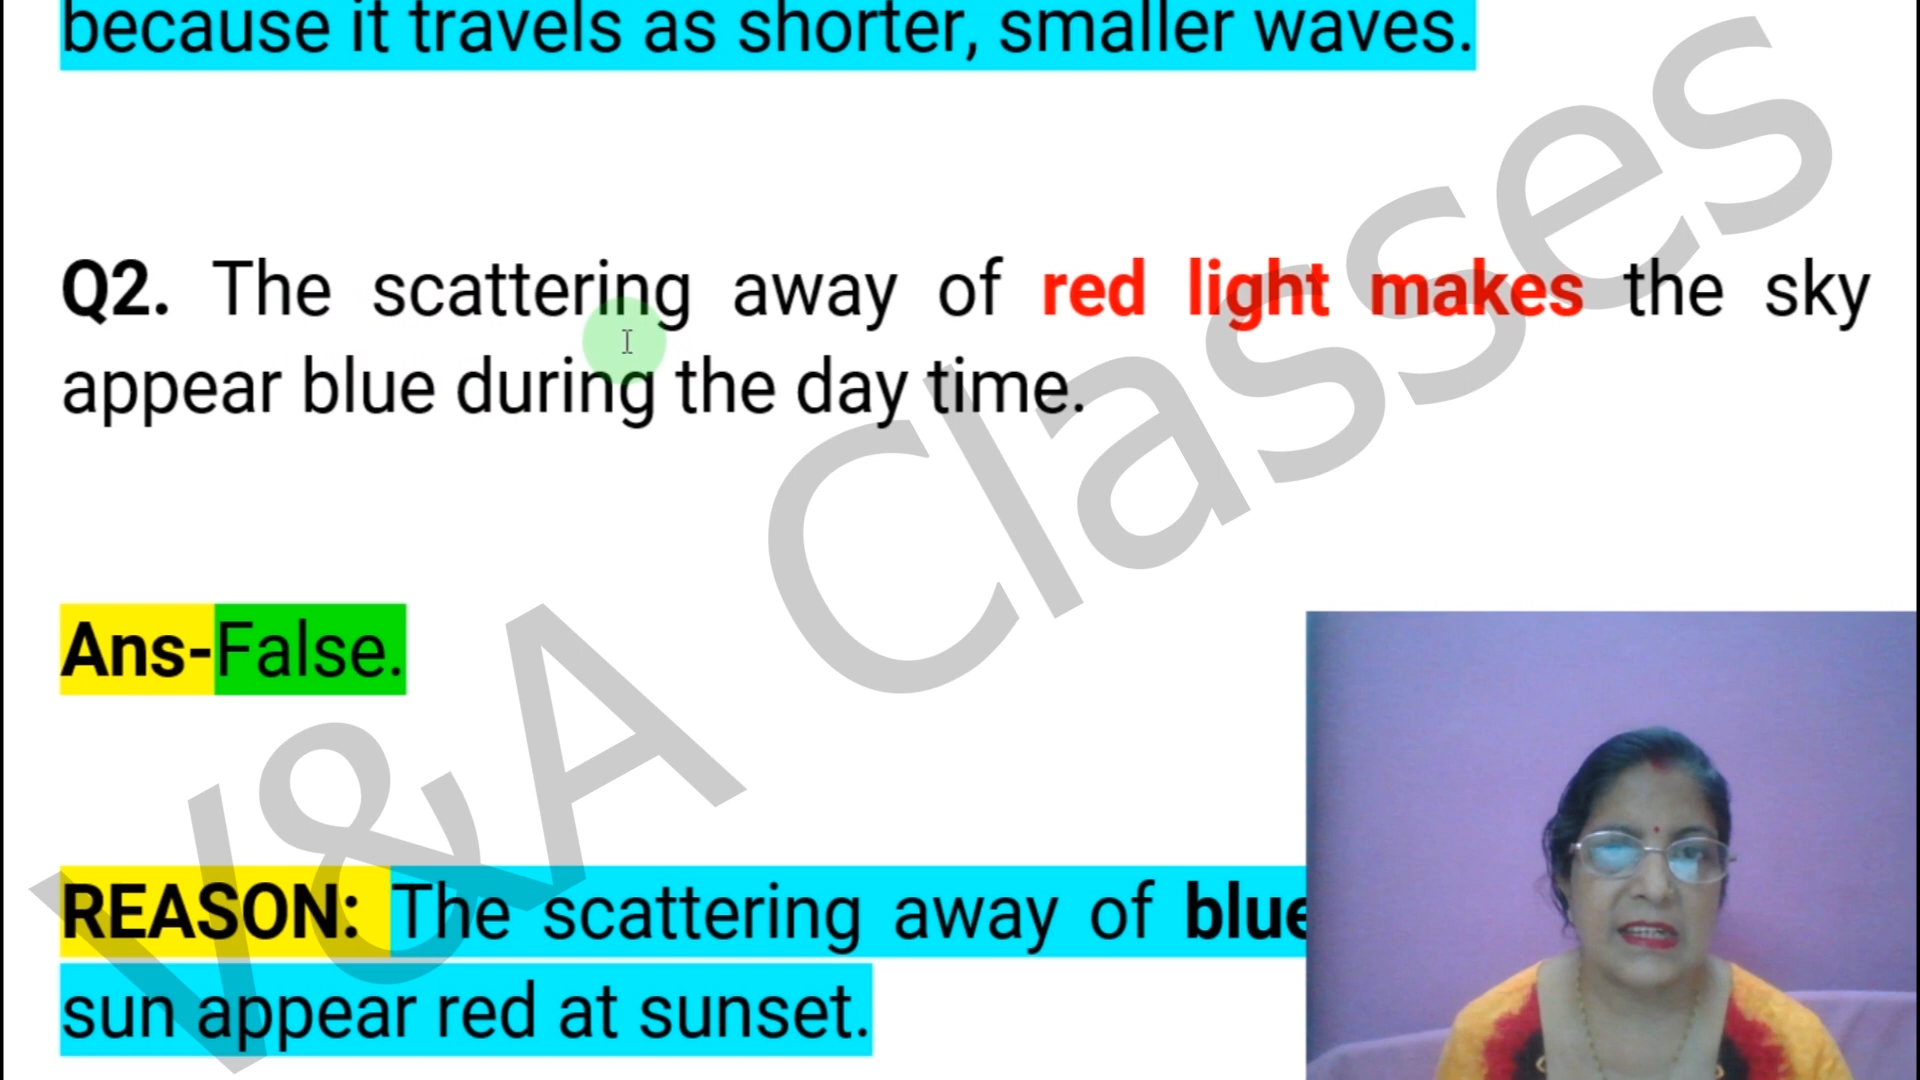 because it travels as shorter, smaller waves.
Q2. The scattering away of red light makes the sky
appear blue during the day time.
Ans-False.
REASON: The scattering away of blue
sun appear red at sunset.
V&A Classes